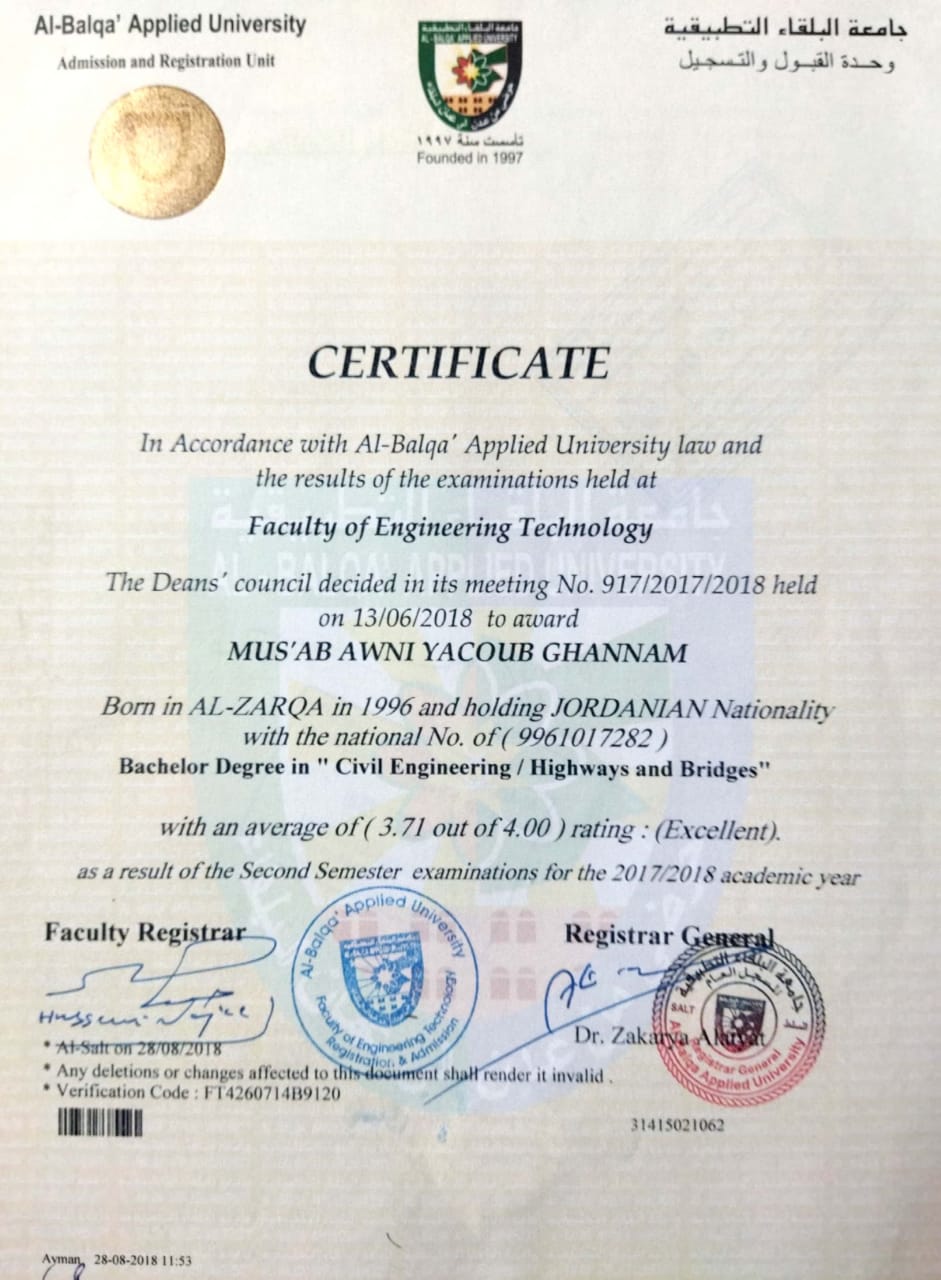 Al-Balqa' Applied University
Admission and Registration Unit
جامعة البلقاء التطبيقية
وحدة القبول والتسجيل
جامعة البلقاء التطبيقية
AL-BALQA' APPLIED UNIVERSITY
تأسست سنة ١٩٩٧
Founded in 1997
CERTIFICATE
In Accordance with Al-Balqa' Applied University law and
the results of the examinations held at
Faculty of Engineering Technology
The Deans' council decided in its meeting No. 917/2017/2018 held
on 13/06/2018 to award
MUS'AB AWNI YACOUB GHANNAM
Born in AL-ZARQA in 1996 and holding JORDANIAN Nationality
with the national No. of ( 9961017282 )
Bachelor Degree in " Civil Engineering / Highways and Bridges"
with an average of ( 3.71 out of 4.00 ) rating : (Excellent).
as a result of the Second Semester examinations for the 2017/2018 academic year
Faculty Registrar
Al-Balqa' Applied University
Faculty of Engineering Technology
Registration & Admission
Registrar General
جامعة البلقاء التطبيقية
المسجل العام
SALT
Registrar General
Al-Balqa Applied University
Dr. Zakarya
* Al-Salt on 28/08/2018
* Any deletions or changes affected to this document shall render it invalid .
* Verification Code : FT4260714B9120
31415021062
Ayman, 28-08-2018 11:53